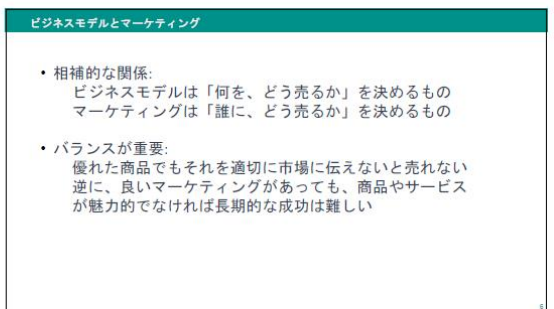 ビジネスモデルとマーケティング
• 相補的な関係:
ビジネスモデルは「何を、どう売るか」を決めるもの
マーケティングは「誰に、どう売るか」を決めるもの
• バランスが重要:
優れた商品でもそれを適切に市場に伝えないと売れない
逆に、良いマーケティングがあっても、商品やサービス
が魅力的でなければ長期的な成功は難しい
6